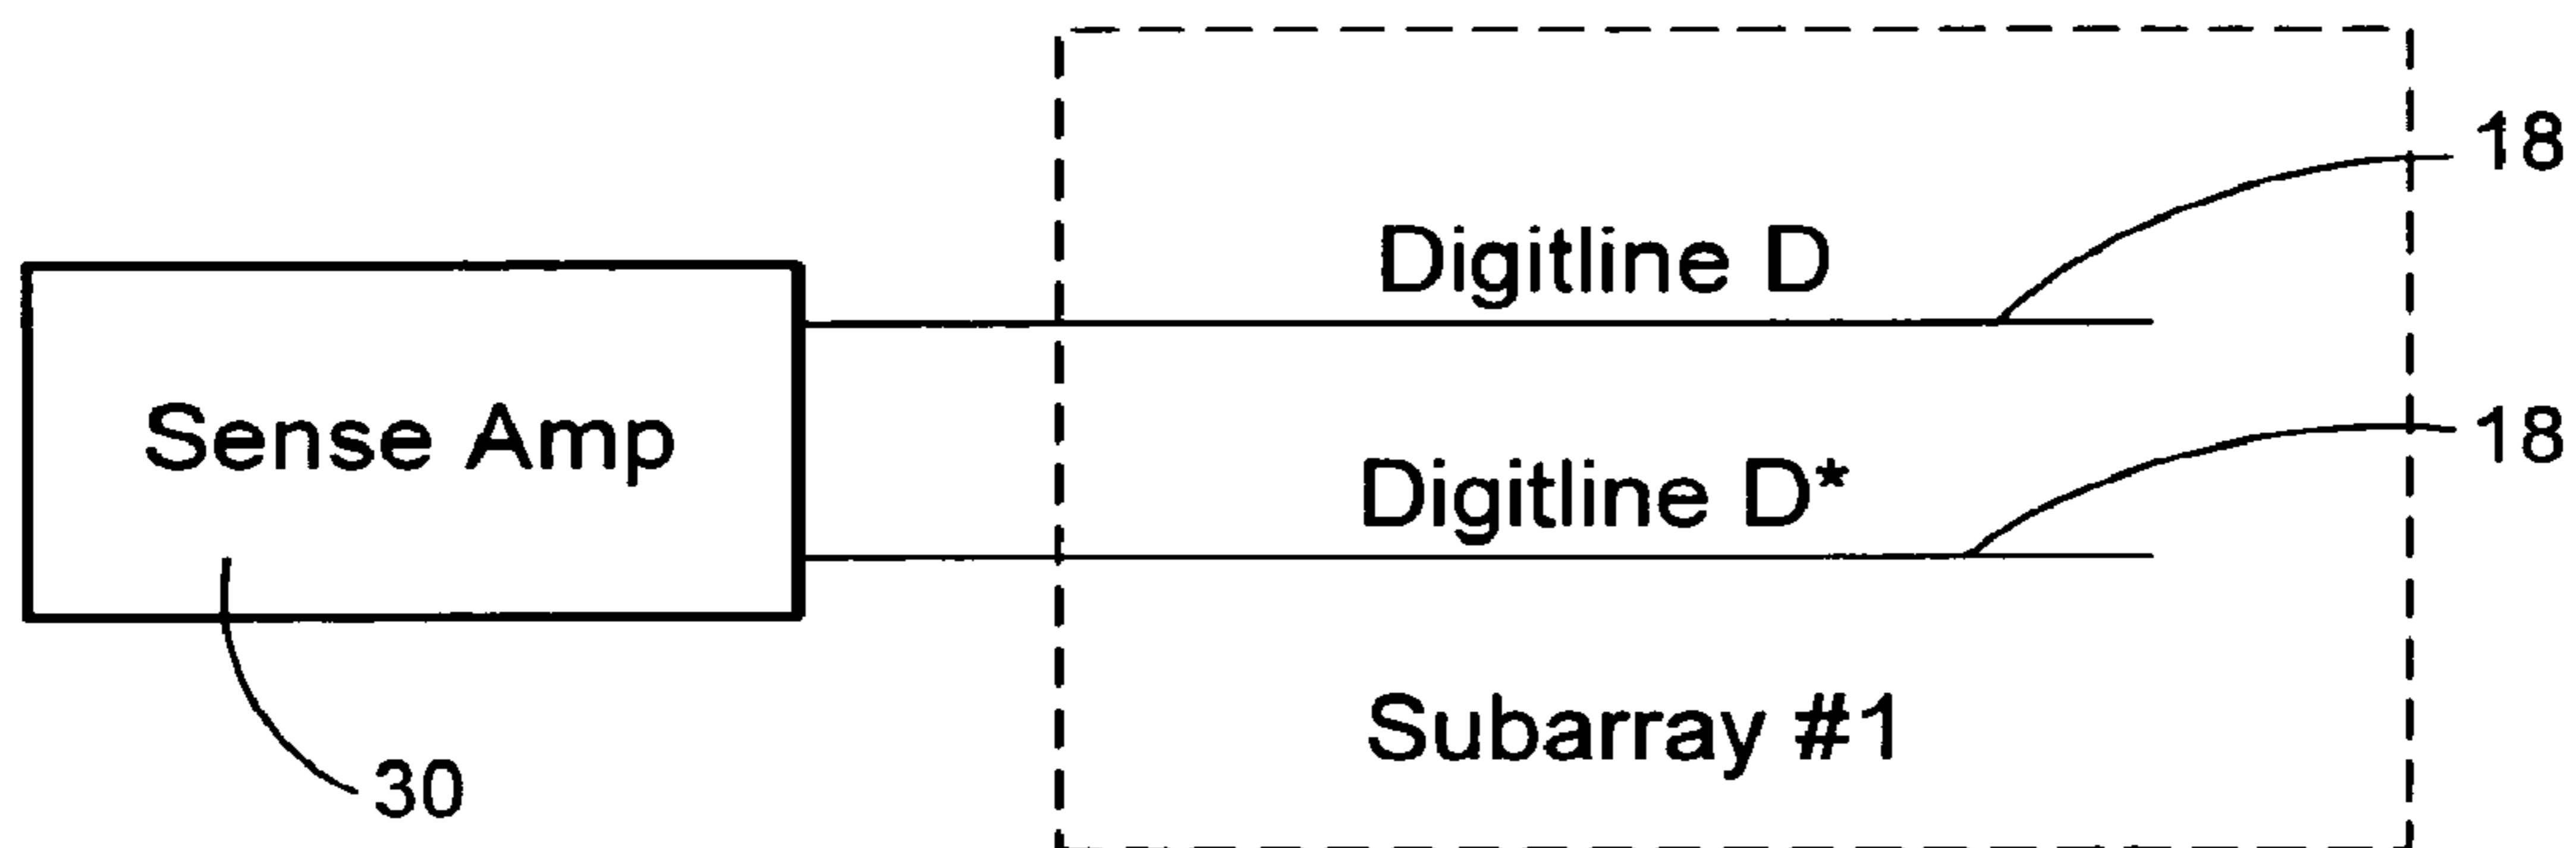 18
Digitline D
Sense Amp
18
Digitline D*
Subarray #1
30